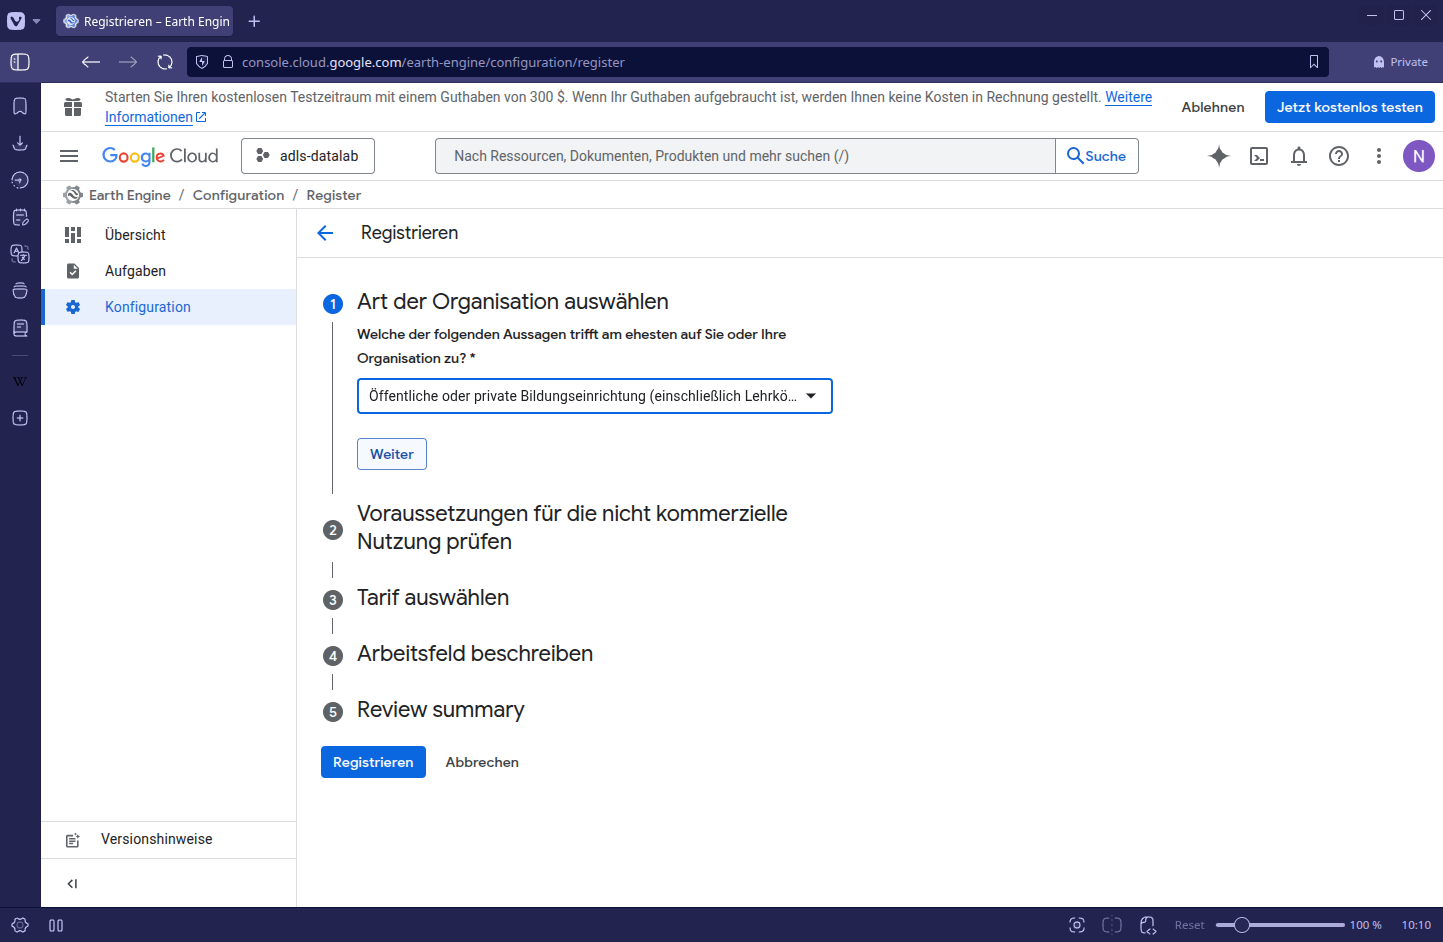 Registrieren – Earth Engin
console.cloud.google.com/earth-engine/configuration/register
Private
Starten Sie Ihren kostenlosen Testzeitraum mit einem Guthaben von 300 $. Wenn Ihr Guthaben aufgebraucht ist, werden Ihnen keine Kosten in Rechnung gestellt. Weitere
Informationen
Ablehnen
Jetzt kostenlos testen
Google Cloud
adls-datalab
Nach Ressourcen, Dokumenten, Produkten und mehr suchen (/)
Suche
N
Earth Engine / Configuration / Register
Übersicht
Aufgaben
Konfiguration
Registrieren
1 Art der Organisation auswählen
Welche der folgenden Aussagen trifft am ehesten auf Sie oder Ihre
Organisation zu? *
Öffentliche oder private Bildungseinrichtung (einschließlich Lehrkö...
Weiter
2 Voraussetzungen für die nicht kommerzielle
Nutzung prüfen
3 Tarif auswählen
4 Arbeitsfeld beschreiben
5 Review summary
Registrieren
Abbrechen
Versionshinweise
W
Reset
100 %
10:10